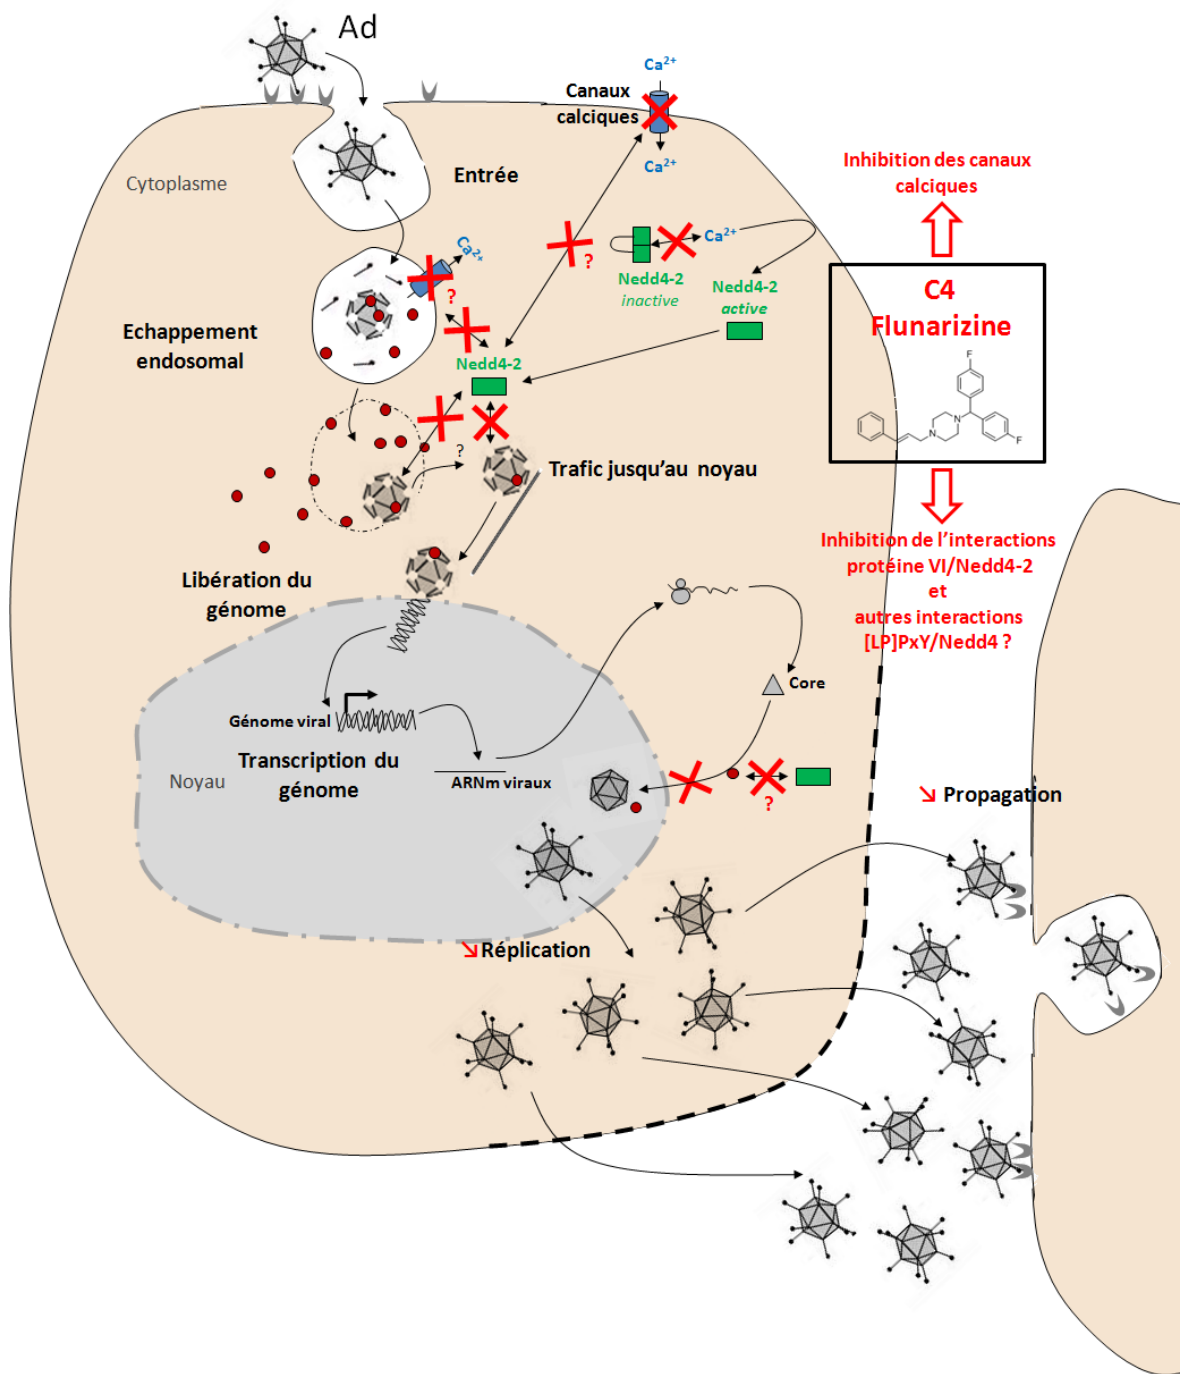 Ad
Ca²⁺
Canaux
calciques
Ca²⁺
Inhibition des canaux
calciques
Cytoplasme
Entrée
Ca²⁺
?
Ca²⁺
?
Nedd4-2
inactive
Nedd4-2
active
C4
Flunarizine
F
N
N
F
Echappement
endosomal
Nedd4-2
?
Trafic jusqu'au noyau
Inhibition de l'interactions
protéine VI/Nedd4-2
et
autres interactions
[LP]PxY/Nedd4 ?
Libération du
génome
Core
Génome viral
Transcription du
génome
Noyau
ARNm viraux
?
↘ Propagation
↘ Réplication